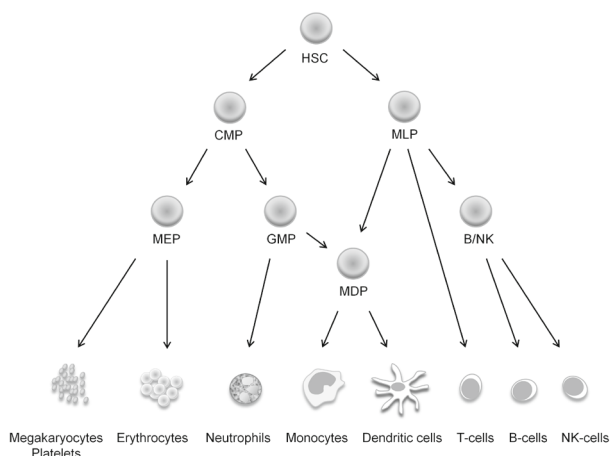 HSC
CMP
MLP
MEP
GMP
B/NK
MDP
Megakaryocytes
Platelets
Erythrocytes
Neutrophils
Monocytes
Dendritic cells
T-cells
B-cells
NK-cells